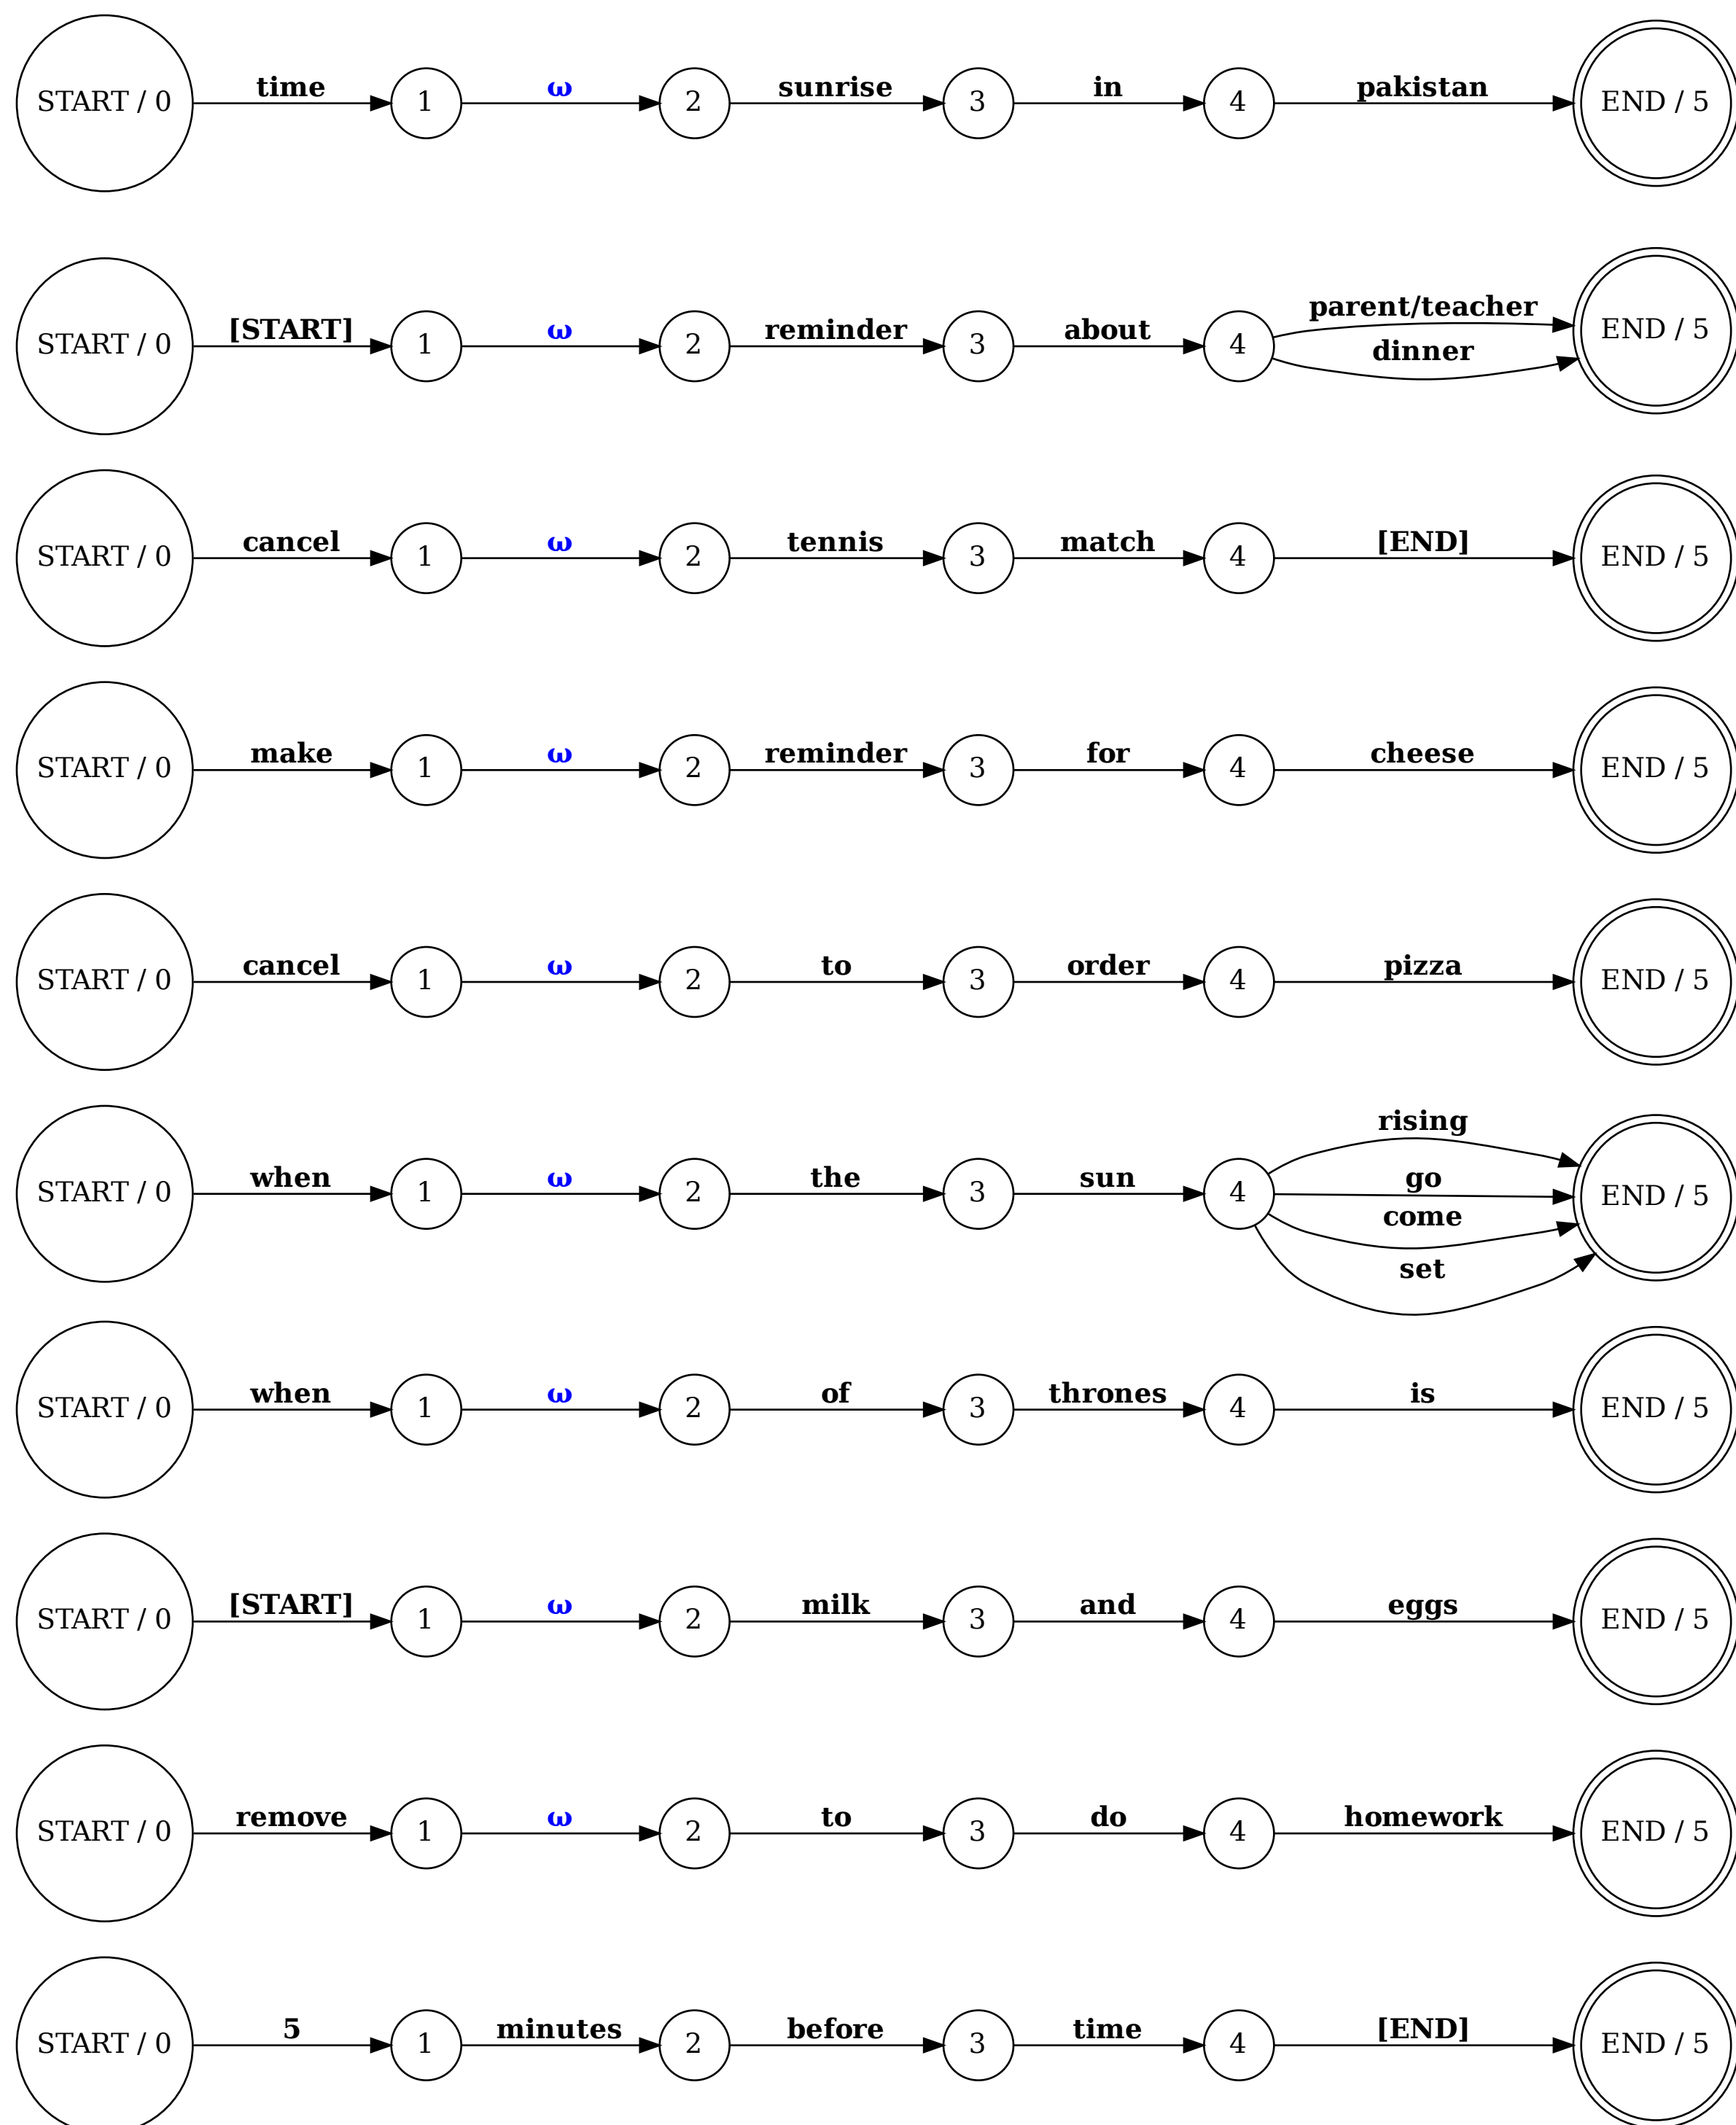 START / 0 time 1 ω 2 sunrise 3 in 4 pakistan END / 5
START / 0 [START] 1 ω 2 reminder 3 about 4 parent/teacher dinner END / 5
START / 0 cancel 1 ω 2 tennis 3 match 4 [END] END / 5
START / 0 make 1 ω 2 reminder 3 for 4 cheese END / 5
START / 0 cancel 1 ω 2 to 3 order 4 pizza END / 5
START / 0 when 1 ω 2 the 3 sun 4 rising go come set END / 5
START / 0 when 1 ω 2 of 3 thrones 4 is END / 5
START / 0 [START] 1 ω 2 milk 3 and 4 eggs END / 5
START / 0 remove 1 ω 2 to 3 do 4 homework END / 5
START / 0 5 1 minutes 2 before 3 time 4 [END] END / 5